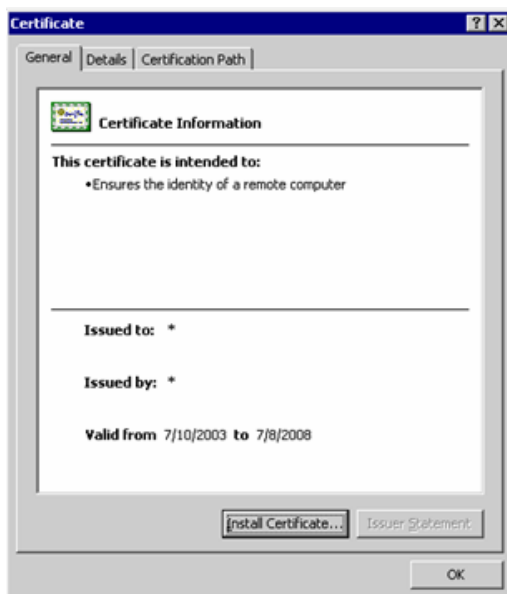 Certificate
General Details Certification Path
Certificate Information
This certificate is intended to:
•Ensures the identity of a remote computer
Issued to: *
Issued by: *
Valid from 7/10/2003 to 7/8/2008
Install Certificate... Issuer Statement
OK